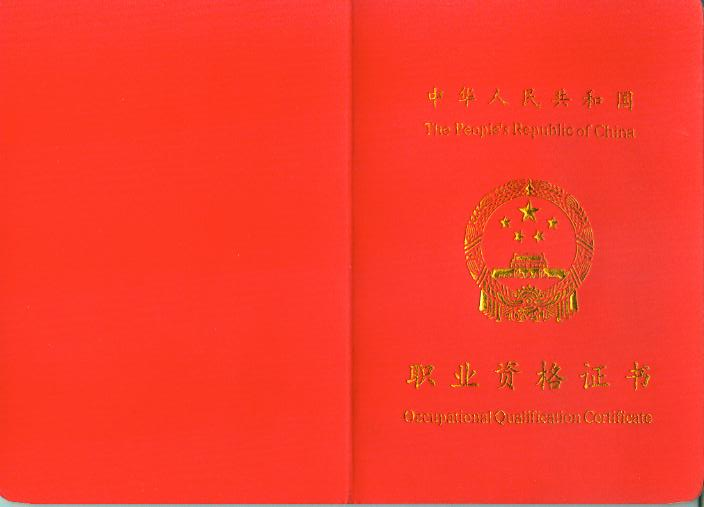 中华人民共和国
The People's Republic of China
职业资格证书
Occupational Qualification Certificate